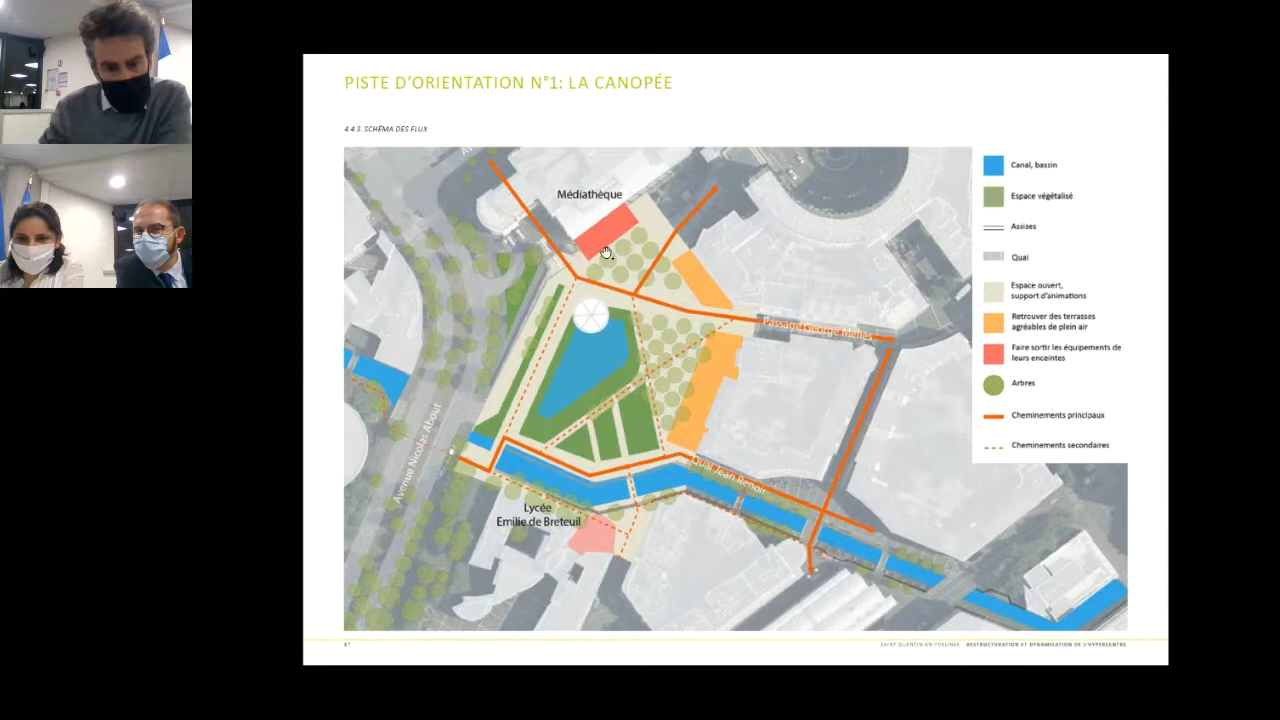 PISTE D'ORIENTATION N°1: LA CANOPÉE
4.4.3. SCHÉMA DES FLUX
Av
Médiathèque
Passage George Méliès
Avenue Nicolas About
Quai Jean Renoir
Lycée
Emilie de Breteuil
Canal, bassin
Espace végétalisé
Assises
Quai
Espace ouvert,
support d'animations
Retrouver des terrasses
agréables de plein air
Faire sortir les équipements de
leurs enceintes
Arbres
Cheminements principaux
Cheminements secondaires
67
SAINT QUENTIN-EN-YVELINES RESTRUCTURATION ET DYNAMISATION DE L'HYPERCENTRE